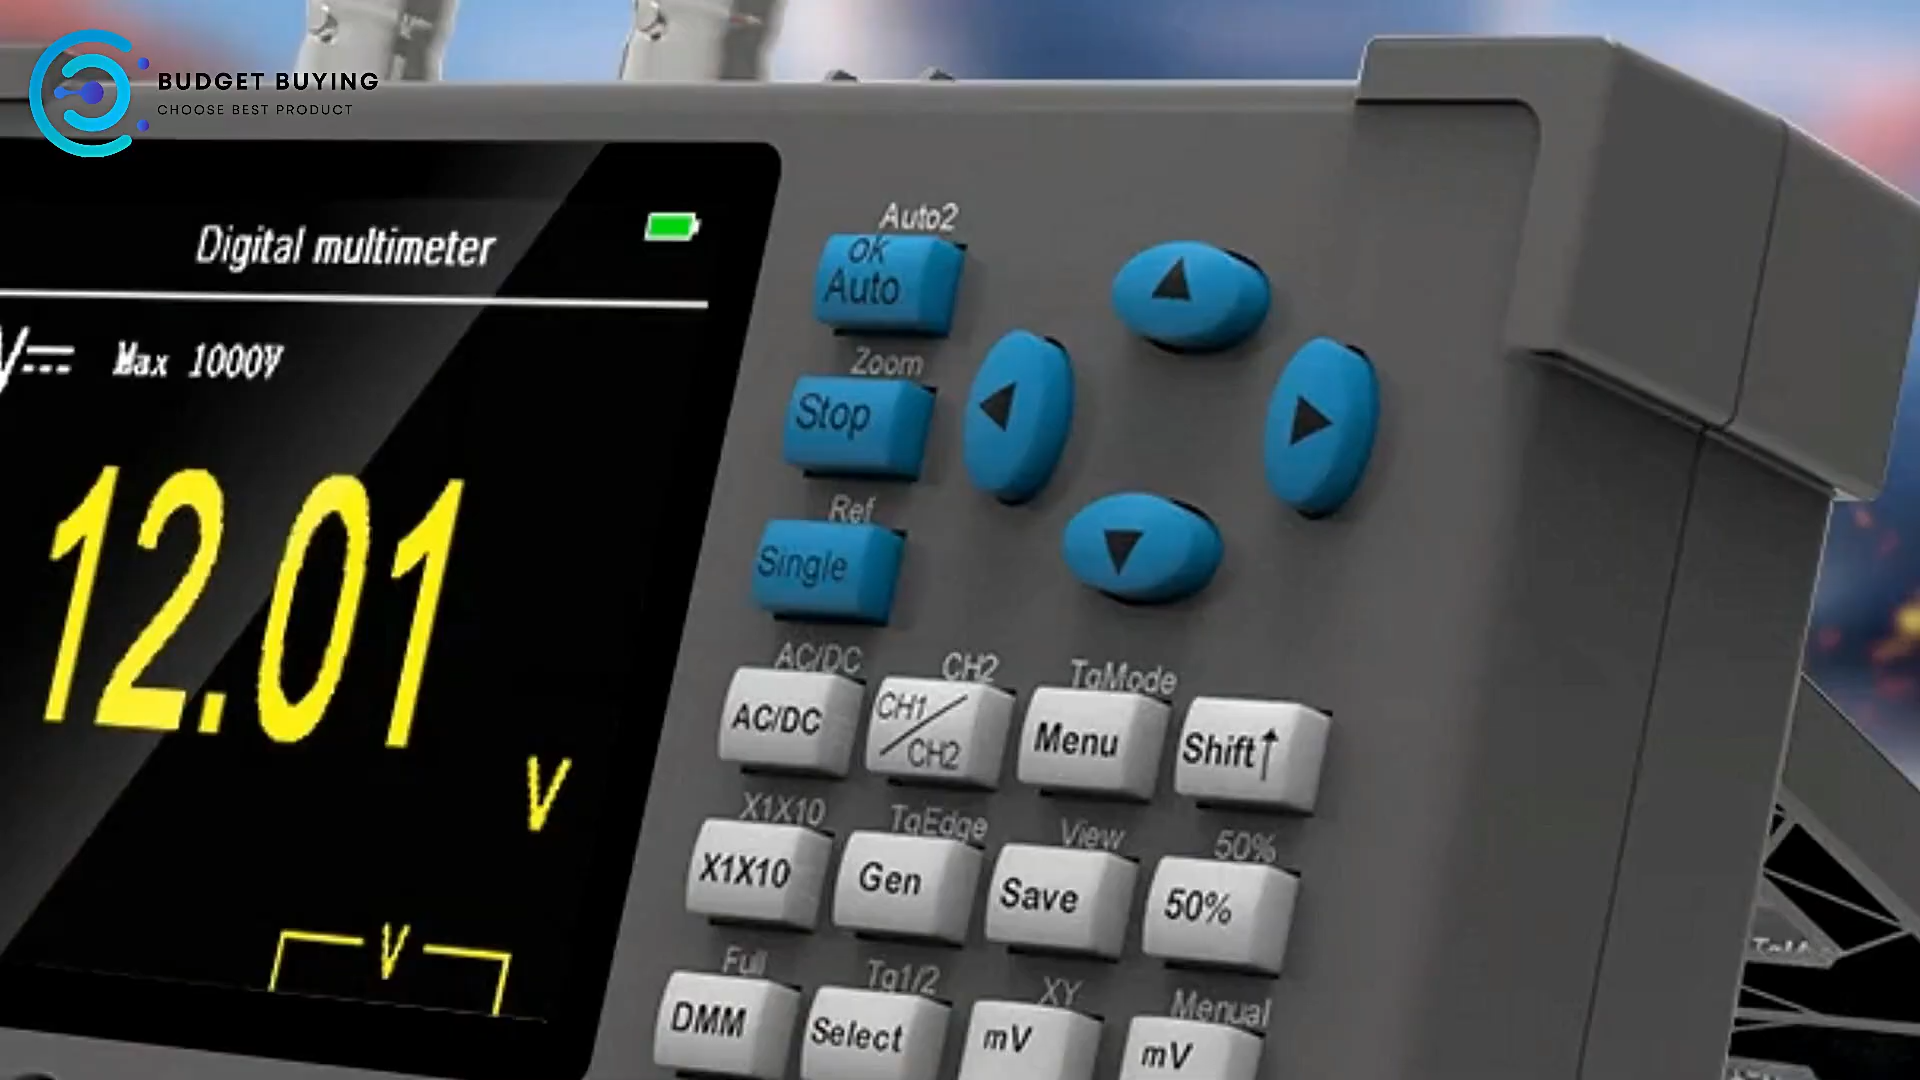 BUDGET BUYING
CHOOSE BEST PRODUCT
Digital multimeter
Max 1000V
12.01
V
V
Auto2
ok
Auto
Zoom
Stop
Ref
Single
AC/DC
CH2
TgMode
AC/DC
CH1/CH2
Menu
Shift↑
X1X10
TgEdge
View
50%
X1X10
Gen
Save
50%
Full
Tg1/2
XY
Menual
DMM
Select
mV
mV